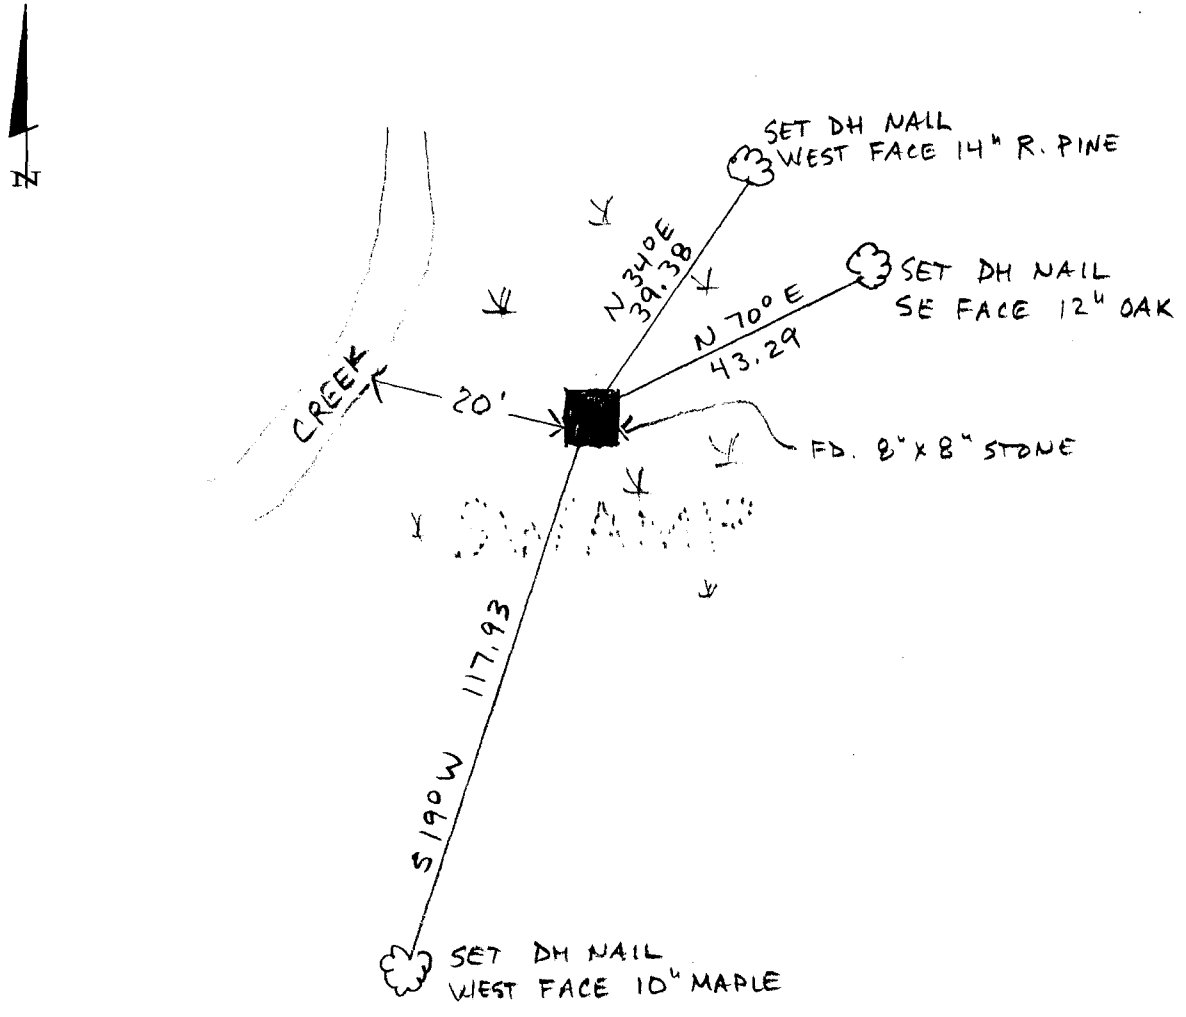 N
SET DH NAIL
WEST FACE 14" R. PINE
N 34° E
39.38
SET DH NAIL
SE FACE 12" OAK
N 70° E
43.29
CREEK
20'
FD. 8" X 8" STONE
SWAMP
117.93
S 19° W
SET DH NAIL
WEST FACE 10" MAPLE